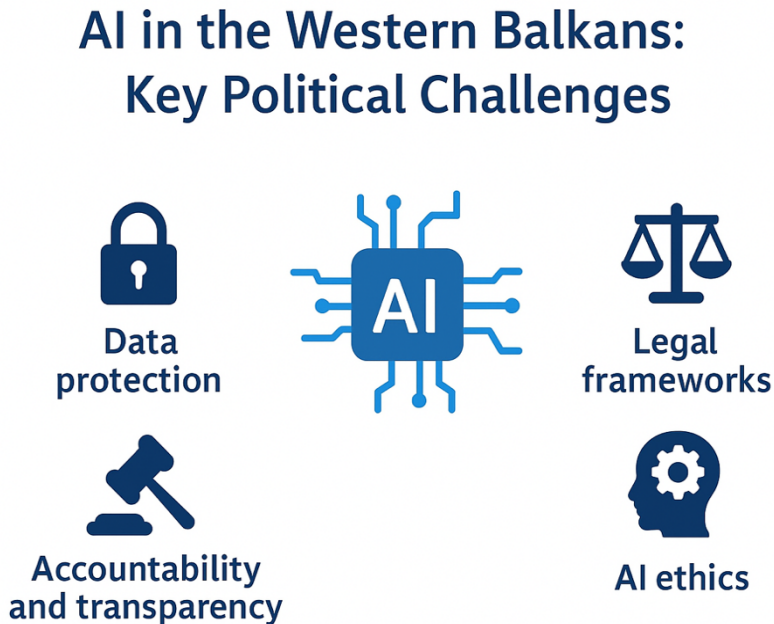 AI in the Western Balkans:
Key Political Challenges
AI
Data
protection
Legal
frameworks
Accountability
and transparency
AI ethics